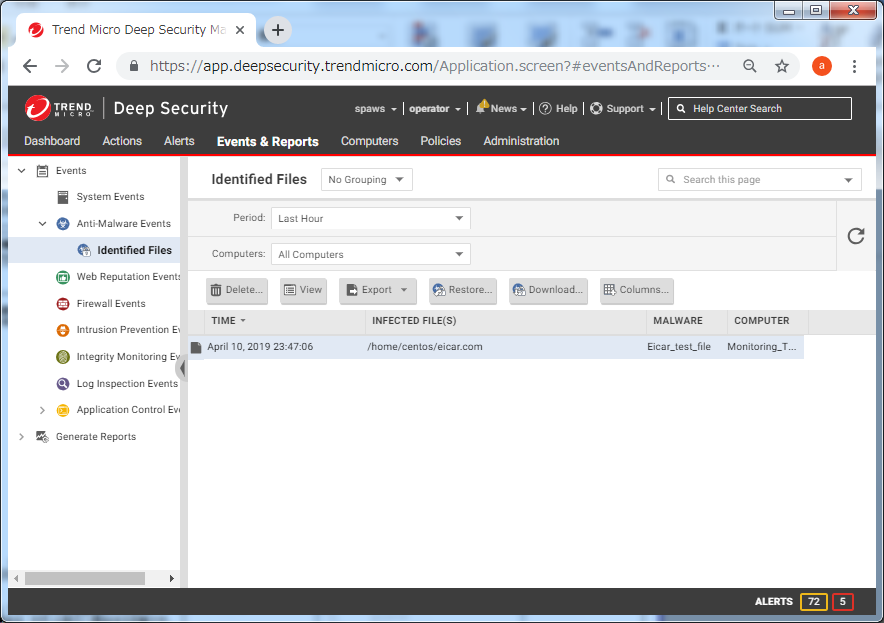 Trend Micro Deep Security Ma
https://app.deepsecurity.trendmicro.com/Application.screen?#eventsAndReports…
a
TREND MICRO Deep Security
spaws operator News Help Support Help Center Search
Dashboard Actions Alerts Events & Reports Computers Policies Administration
Events
System Events
Anti-Malware Events
Identified Files
Web Reputation Events
Firewall Events
Intrusion Prevention Ev
Integrity Monitoring Ev
Log Inspection Events
Application Control Eve
Generate Reports
Identified Files No Grouping Search this page
Period: Last Hour
Computers: All Computers
Delete... View Export Restore... Download... Columns...
TIME INFECTED FILE(S) MALWARE COMPUTER
April 10, 2019 23:47:06 /home/centos/eicar.com Eicar_test_file Monitoring_T...
ALERTS 72 5